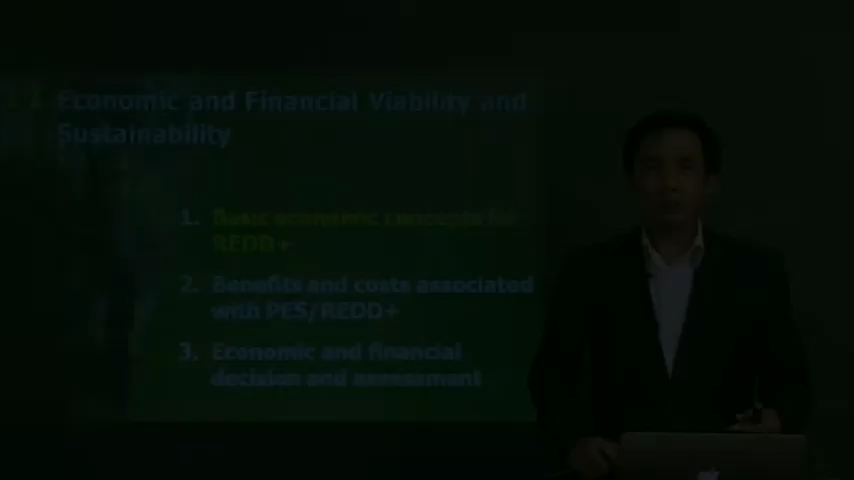 Economic and Financial Viability and
Sustainability
1. Basic economic concepts for
REDD+
2. Benefits and costs associated
with PES/REDD+
3. Economic and financial
decision and assessment